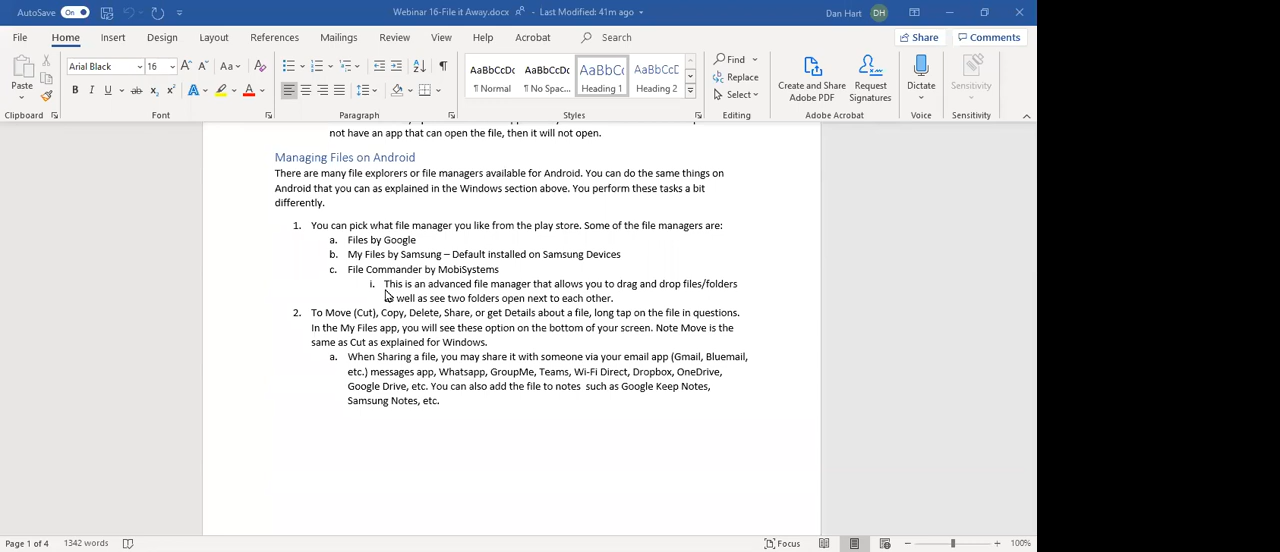 AutoSave On Webinar 16-File it Away.docx - Last Modified: 41m ago Dan Hart DH
File Home Insert Design Layout References Mailings Review View Help Acrobat Search Share Comments
Arial Black 16 A A Aa A
B I U ab x₂ x² A A
AaBbCcDc AaBbCcDc AaBbCc AaBbCcD
¶ Normal ¶ No Spac... Heading 1 Heading 2
Find
Replace
Select
Paste
Create and Share Adobe PDF
Request Signatures
Dictate
Sensitivity
Clipboard Font Paragraph Styles Editing Adobe Acrobat Voice Sensitivity
not have an app that can open the file, then it will not open.
Managing Files on Android
There are many file explorers or file managers available for Android. You can do the same things on
Android that you can as explained in the Windows section above. You perform these tasks a bit
differently.
1. You can pick what file manager you like from the play store. Some of the file managers are:
a. Files by Google
b. My Files by Samsung – Default installed on Samsung Devices
c. File Commander by MobiSystems
i. This is an advanced file manager that allows you to drag and drop files/folders
as well as see two folders open next to each other.
2. To Move (Cut), Copy, Delete, Share, or get Details about a file, long tap on the file in questions.
In the My Files app, you will see these option on the bottom of your screen. Note Move is the
same as Cut as explained for Windows.
a. When Sharing a file, you may share it with someone via your email app (Gmail, Bluemail,
etc.) messages app, Whatsapp, GroupMe, Teams, Wi-Fi Direct, Dropbox, OneDrive,
Google Drive, etc. You can also add the file to notes such as Google Keep Notes,
Samsung Notes, etc.
Page 1 of 4 1342 words Focus 100%